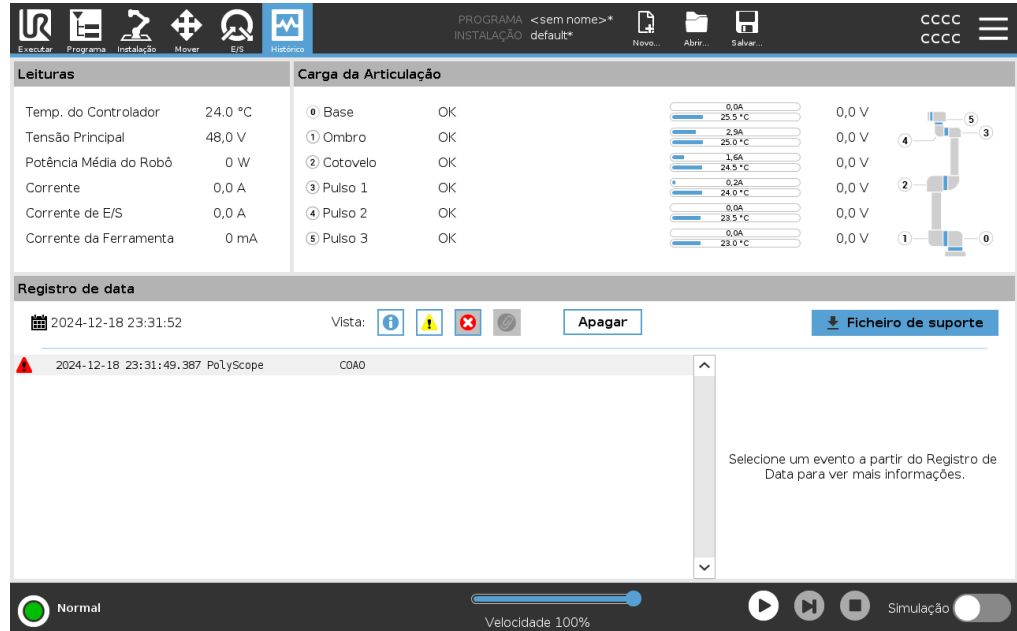 UR
PROGRAMA <sem nome>*
INSTALAÇÃO default*
CCCC
CCCC
Executar Programa Instalação Mover E/S Histórico Novo... Abrir... Salvar...
Leituras
Temp. do Controlador 24.0 °C
Tensão Principal 48,0 V
Potência Média do Robô 0 W
Corrente 0,0 A
Corrente de E/S 0,0 A
Corrente da Ferramenta 0 mA
Carga da Articulação
0 Base OK 0,0A 25.5 °C 0,0 V
1 Ombro OK 2,9A 25.0 °C 0,0 V
2 Cotovelo OK 1,6A 24.5 °C 0,0 V
3 Pulso 1 OK 0,2A 24.0 °C 0,0 V
4 Pulso 2 OK 0,0A 23.5 °C 0,0 V
5 Pulso 3 OK 0,0A 23.0 °C 0,0 V
5
4 3
2
1 0
Registro de data
2024-12-18 23:31:52 Vista: Apagar Ficheiro de suporte
2024-12-18 23:31:49.387 PolyScope C0A0
Selecione um evento a partir do Registro de
Data para ver mais informações.
Normal
Velocidade 100%
Simulação